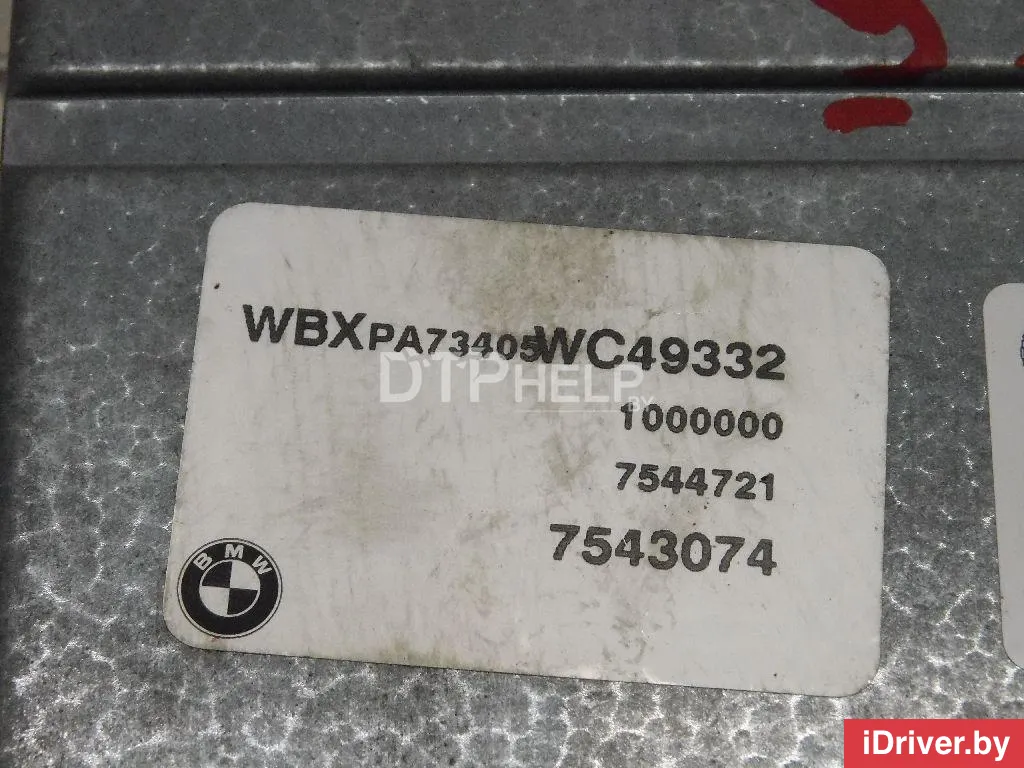 WBXPA73405WC49332
DTPHELP.BY
1000000
7544721
7543074
BMW
iDriver.by